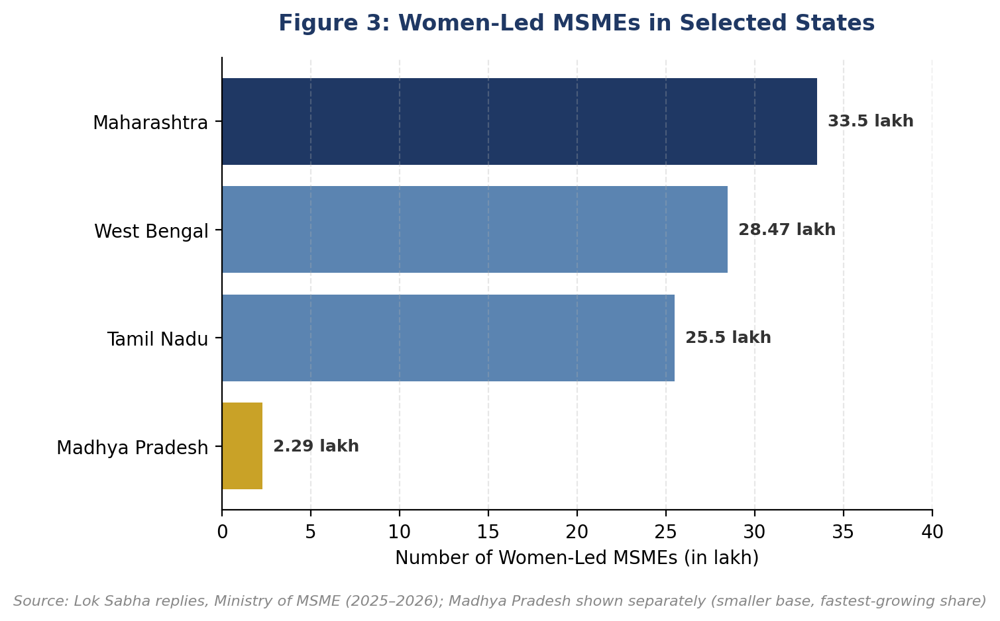 Figure 3: Women-Led MSMEs in Selected States
Maharashtra
33.5 lakh
West Bengal
28.47 lakh
Tamil Nadu
25.5 lakh
Madhya Pradesh
2.29 lakh
0 5 10 15 20 25 30 35 40
Number of Women-Led MSMEs (in lakh)
Source: Lok Sabha replies, Ministry of MSME (2025–2026); Madhya Pradesh shown separately (smaller base, fastest-growing share)